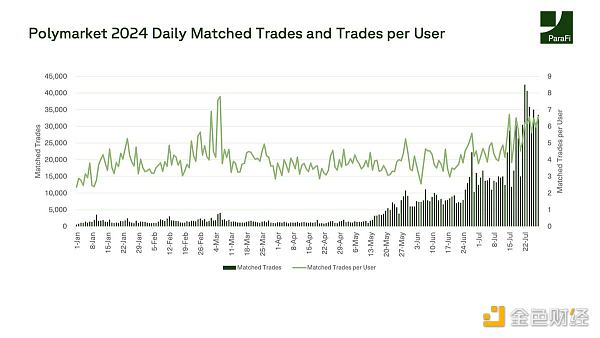 Polymarket 2024 Daily Matched Trades and Trades per User
ParaFi
45,000
40,000
35,000
30,000
25,000
20,000
15,000
10,000
5,000
0
Matched Trades
9
8
7
6
5
4
3
2
1
0
Matched Trades per User
1-Jan
8-Jan
15-Jan
22-Jan
29-Jan
5-Feb
12-Feb
19-Feb
26-Feb
4-Mar
11-Mar
18-Mar
25-Mar
1-Apr
8-Apr
15-Apr
22-Apr
29-Apr
6-May
13-May
20-May
27-May
3-Jun
10-Jun
17-Jun
24-Jun
1-Jul
8-Jul
15-Jul
22-Jul
Matched Trades
Matched Trades per User
金色财经